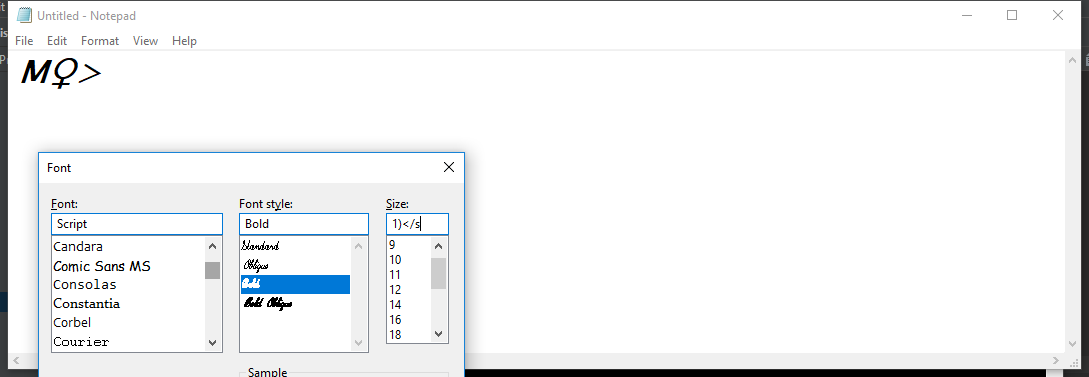 Untitled - Notepad
File Edit Format View Help
M♀>
Font
Font: Font style: Size:
Script Bold 1)</s
Candara Standard 9
Comic Sans MS Oblique 10
Consolas Bold 11
Constantia Bold Oblique 12
Corbel 14
Courier 16
18
Sample